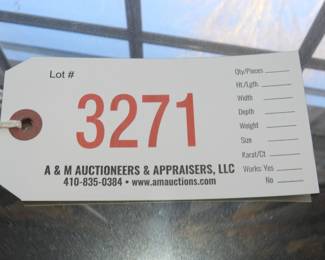 Lot #
3271
A & M AUCTIONEERS & APPRAISERS, LLC
410-835-0384 • www.amauctions.com
Qty/Pieces
Ht./Lgth.
Width
Depth
Weight
Size
Karat/Ct.
Works: Yes
No